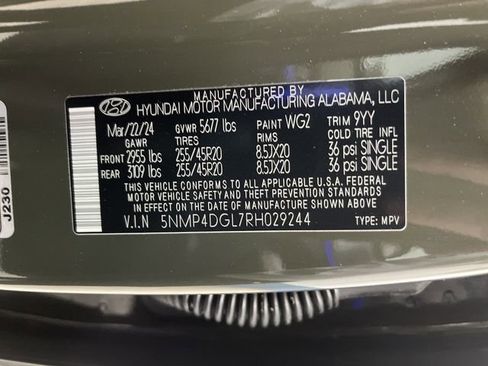 MANUFACTURED BY
HYUNDAI MOTOR MANUFACTURING ALABAMA, LLC
Mar/22/24 GVWR 5677 lbs PAINT WG2 TRIM 9YY
GAWR TIRES RIMS COLD TIRE INFL
FRONT 2955 lbs 255/45R20 8.5JX20 36 psi SINGLE
REAR 3109 lbs 255/45R20 8.5JX20 36 psi SINGLE
THIS VEHICLE CONFORMS TO ALL APPLICABLE U.S.A. FEDERAL
MOTOR VEHICLE SAFETY, BUMPER, AND THEFT PREVENTION STANDARDS
IN EFFECT ON THE DATE OF MANUFACTURE SHOWN ABOVE.
V.I.N 5NMP4DGL7RH029244 TYPE: MPV
J230